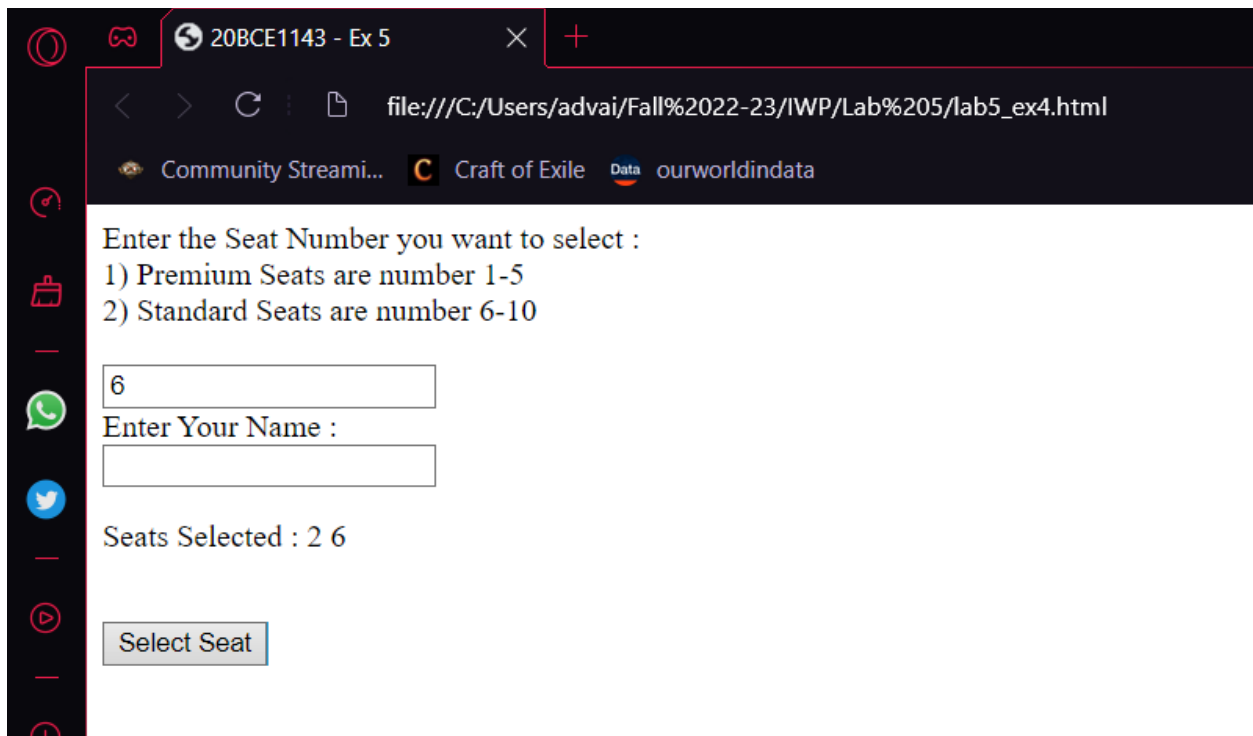 20BCE1143 - Ex 5
file:///C:/Users/advai/Fall%2022-23/IWP/Lab%205/lab5_ex4.html
Community Streami... C Craft of Exile Data ourworldindata
Enter the Seat Number you want to select :
1) Premium Seats are number 1-5
2) Standard Seats are number 6-10
6
Enter Your Name :
Seats Selected : 2 6
Select Seat